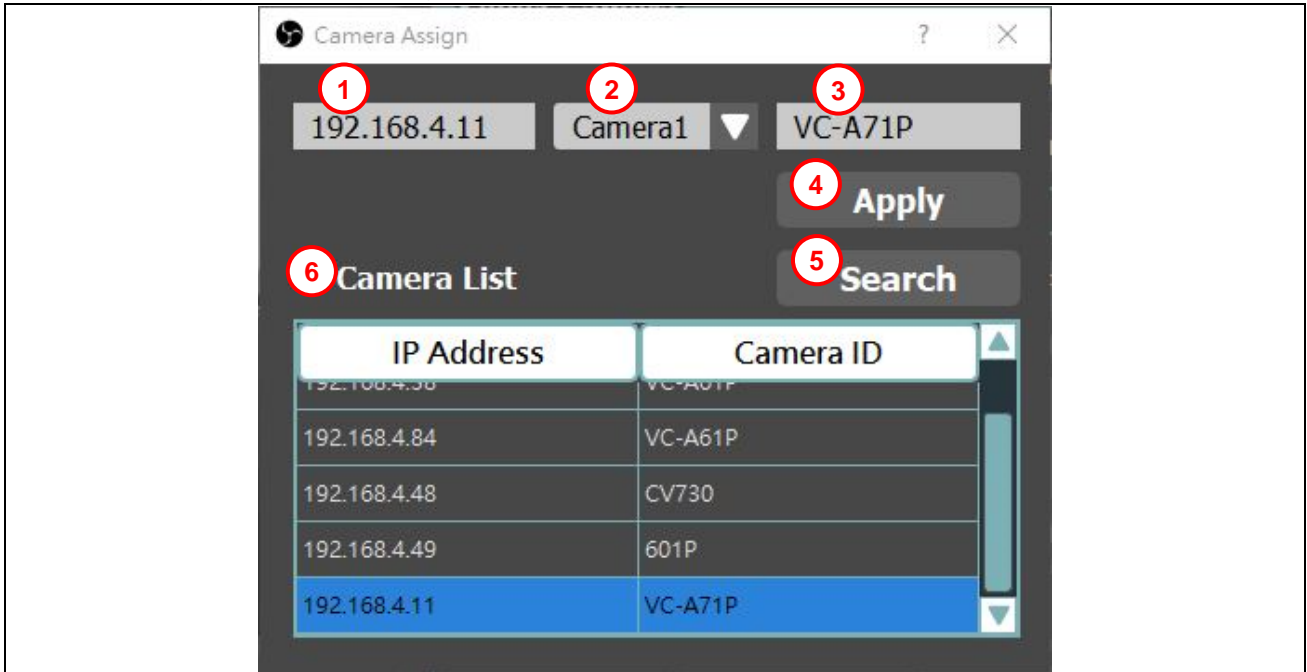 Camera Assign ? ×
1 2 3
192.168.4.11 Camera1 VC-A71P
4 Apply
6 Camera List 5 Search
IP Address Camera ID
192.168.4.84 VC-A61P
192.168.4.48 CV730
192.168.4.49 601P
192.168.4.11 VC-A71P